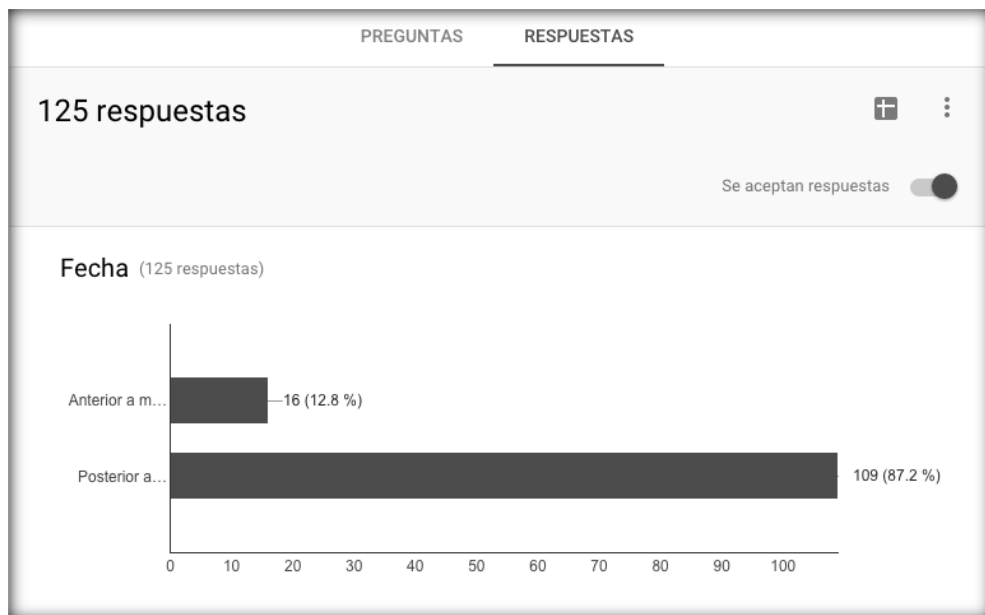 PREGUNTAS RESPUESTAS
125 respuestas
Se aceptan respuestas
Fecha (125 respuestas)
Anterior a m... 16 (12.8 %)
Posterior a... 109 (87.2 %)
0 10 20 30 40 50 60 70 80 90 100